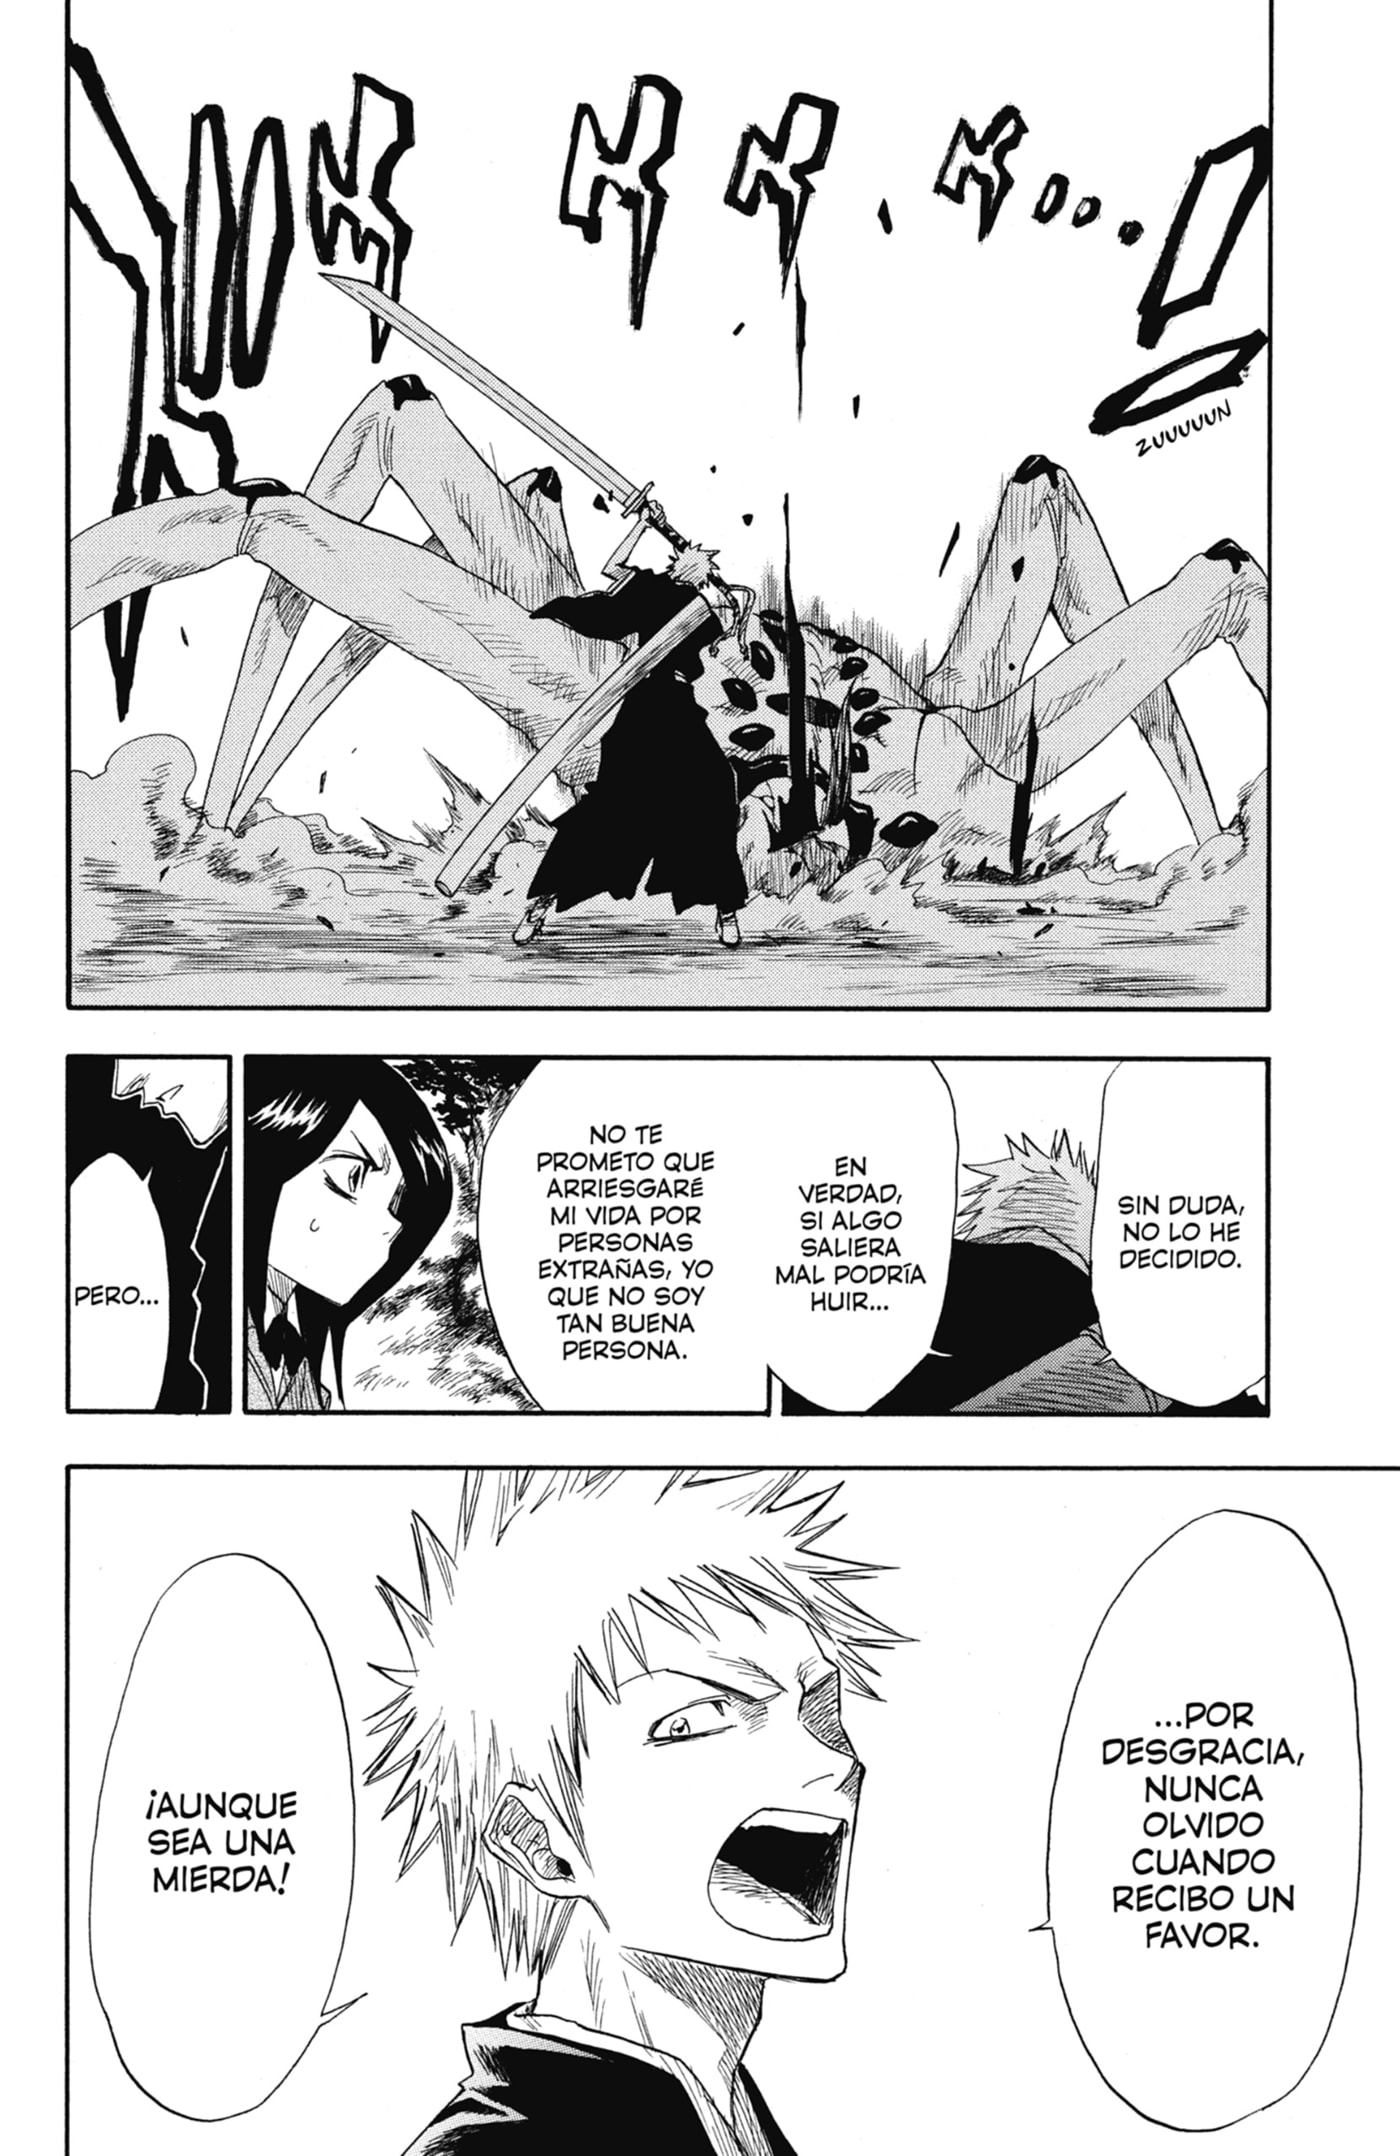 ZUUUUUN
SIN DUDA,
NO LO HE
DECIDIDO.
EN
VERDAD,
SI ALGO
SALIERA
MAL PODRÍA
HUIR...
NO TE
PROMETO QUE
ARRIESGARÉ
MI VIDA POR
PERSONAS
EXTRAÑAS, YO
QUE NO SOY
TAN BUENA
PERSONA.
PERO...
...POR
DESGRACIA,
NUNCA
OLVIDO
CUANDO
RECIBO UN
FAVOR.
¡AUNQUE
SEA UNA
MIERDA!